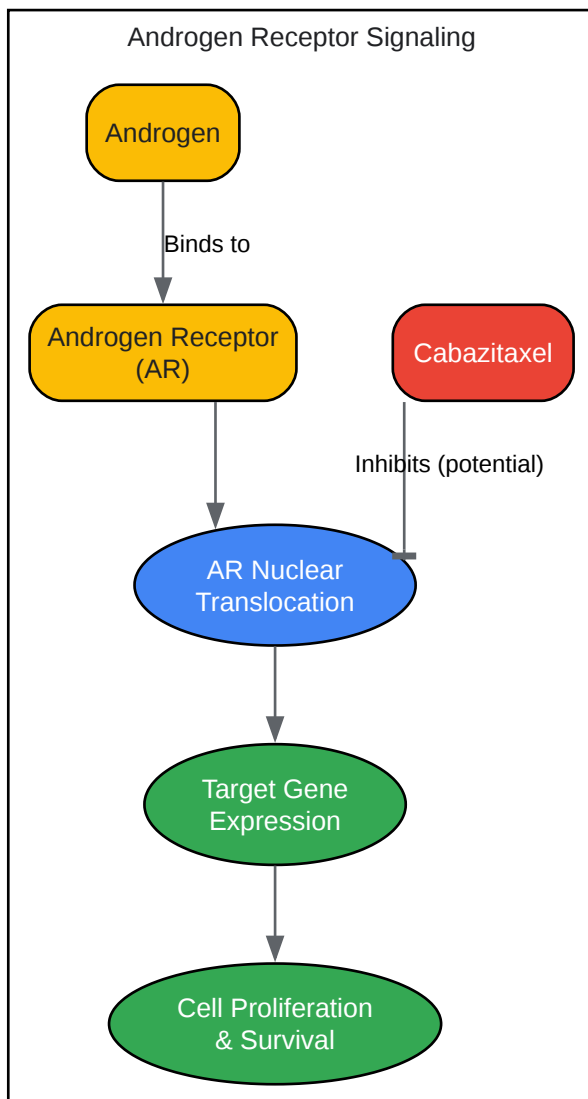 Androgen Receptor Signaling
Androgen
Binds to
Androgen Receptor
(AR)
Cabazitaxel
Inhibits (potential)
AR Nuclear
Translocation
Target Gene
Expression
Cell Proliferation
& Survival